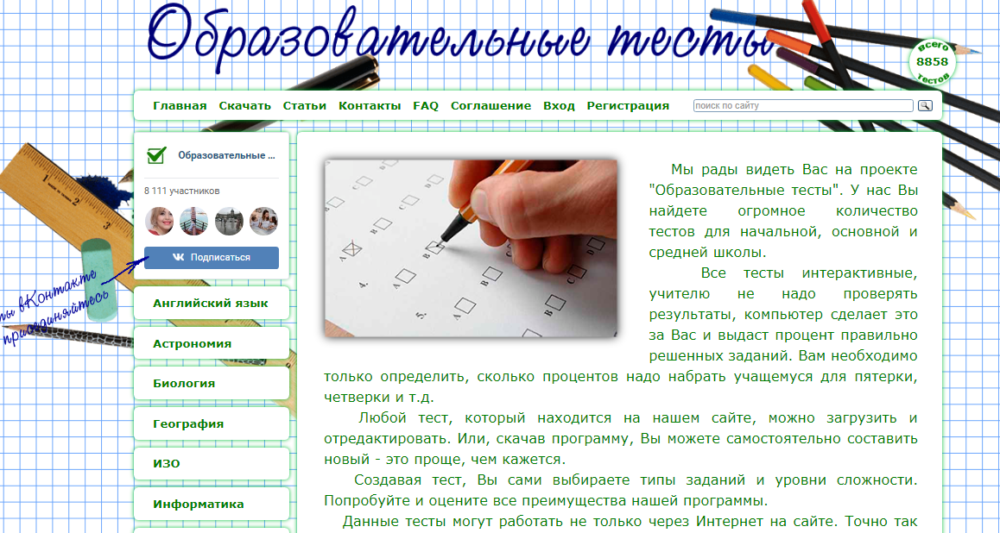 Образовательные тесты
всего
8858
тестов
Главная Скачать Статьи Контакты FAQ Соглашение Вход Регистрация поиск по сайту
Образовательные ...
8 111 участников
Подписаться
вКонтакте
присоединяйтесь
Английский язык
Астрономия
Биология
География
ИЗО
Информатика
1
2
3
A
B
B
C
D
4.
A
B
C
5.
Мы рады видеть Вас на проекте
"Образовательные тесты". У нас Вы
найдете огромное количество
тестов для начальной, основной и
средней школы.
Все тесты интерактивные,
учителю не надо проверять
результаты, компьютер сделает это
за Вас и выдаст процент правильно
решенных заданий. Вам необходимо
только определить, сколько процентов надо набрать учащемуся для пятерки,
четверки и т.д.
Любой тест, который находится на нашем сайте, можно загрузить и
отредактировать. Или, скачав программу, Вы можете самостоятельно составить
новый - это проще, чем кажется.
Создавая тест, Вы сами выбираете типы заданий и уровни сложности.
Попробуйте и оцените все преимущества нашей программы.
Данные тесты могут работать не только через Интернет на сайте. Точно так